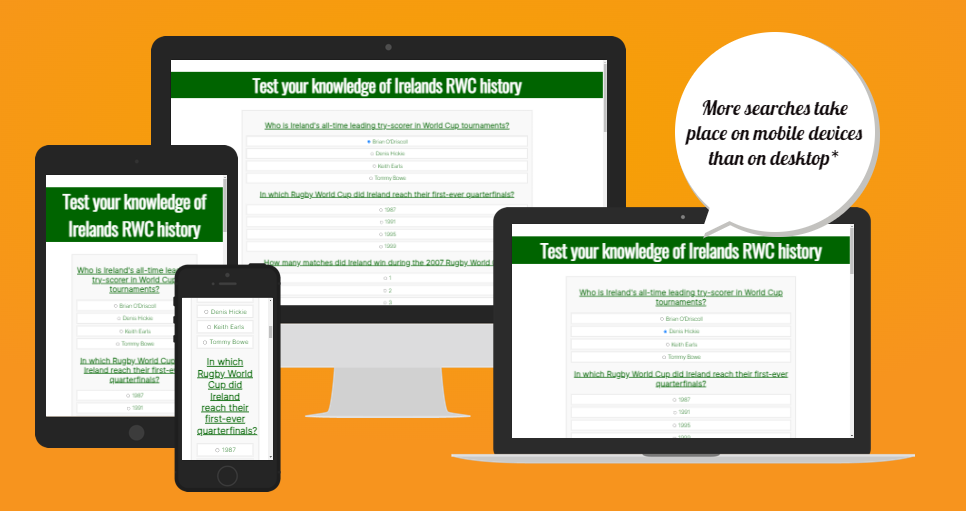 Test your knowledge of Irelands RWC history
Who is Ireland's all-time leading try-scorer in World Cup tournaments?
Brian O'Driscoll
Denis Hickie
Keith Earls
Tommy Bowe
In which Rugby World Cup did Ireland reach their first-ever quarterfinals?
1987
1991
1995
1999
How many matches did Ireland win during the 2007 Rugby World
1
2
3
More searches take
place on mobile devices
than on desktop*
Test your knowledge of
Irelands RWC history
Who is Ireland's all-time lea
try-scorer in World Cup
tournaments?
Brian O'Driscoll
Denis Hickie
Keith Earls
Tommy Bowe
In which Rugby World Cup
Ireland reach their first-e
quarterfinals?
1987
1991
Denis Hickie
Keith Earls
Tommy Bowe
In which
Rugby World
Cup did
Ireland
reach their
first-ever
quarterfinals?
1987
Test your knowledge of Irelands RWC history
Who is Ireland's all-time leading try-scorer in World Cup
tournaments?
Brian O'Driscoll
Denis Hickie
Keith Earls
Tommy Bowe
In which Rugby World Cup did Ireland reach their first-ever
quarterfinals?
1987
1991
1995
1999